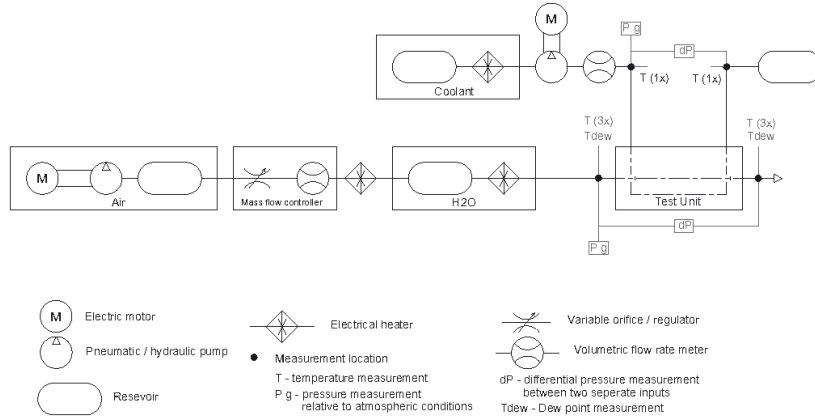 M
P g
dP
Coolant
T (1x)
T (1x)
T (3x)
Tdew
T (3x)
Tdew
M
Air
Mass flow controller
H2O
Test Unit
dP
P g
M
Electric motor
Pneumatic / hydraulic pump
Resevoir
Electrical heater
Measurement location
T - temperature measurement
P g - pressure measurement
relative to atmospheric conditions
Variable orifice / regulator
Volumetric flow rate meter
dP - differential pressure measurement
between two seperate inputs
Tdew - Dew point measurement